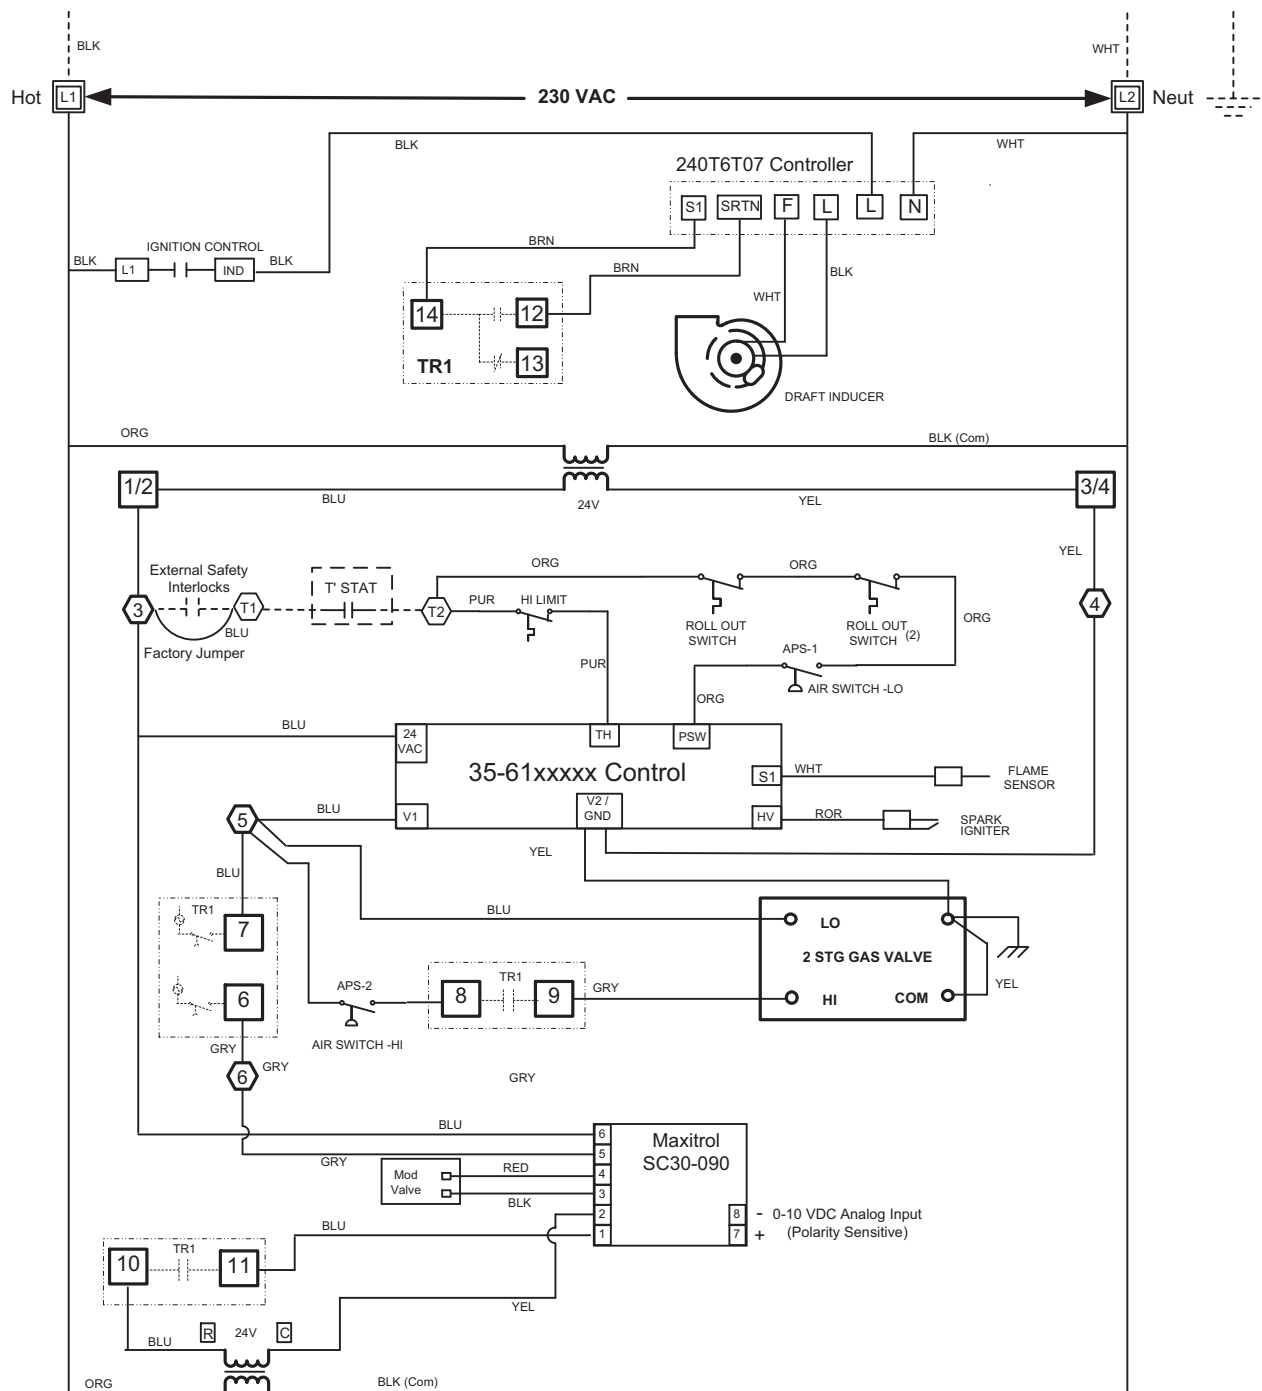 BLK
WHT
Hot
L1
230 VAC
L2
Neut
BLK
WHT
240T6T07 Controller
S1
SRTN
F
L
L
N
BRN
IGNITION CONTROL
BLK
L1
IND
BLK
BRN
BLK
WHT
14
12
TR1
13
DRAFT INDUCER
ORG
BLK (Com)
1/2
BLU
24V
YEL
3/4
YEL
External Safety
Interlocks
T' STAT
ORG
ORG
3
T1
T2
PUR
HI LIMIT
4
BLU
Factory Jumper
ROLL OUT
SWITCH
ROLL OUT
SWITCH (2)
ORG
APS-1
PUR
AIR SWITCH -LO
ORG
BLU
24
VAC
TH
PSW
35-61xxxxx Control
S1
WHT
FLAME
SENSOR
5
BLU
V1
V2 /
GND
HV
ROR
SPARK
IGNITER
YEL
BLU
TR1
7
BLU
LO
2 STG GAS VALVE
HI
COM
YEL
6
APS-2
8
TR1
9
GRY
AIR SWITCH -HI
GRY
6
GRY
GRY
BLU
6
Maxitrol
SC30-090
5
GRY
Mod
Valve
RED
4
BLK
3
2
8
- 0-10 VDC Analog Input
BLU
1
7
+ (Polarity Sensitive)
10
TR1
11
YEL
BLU
R
24V
C
ORG
BLK (Com)